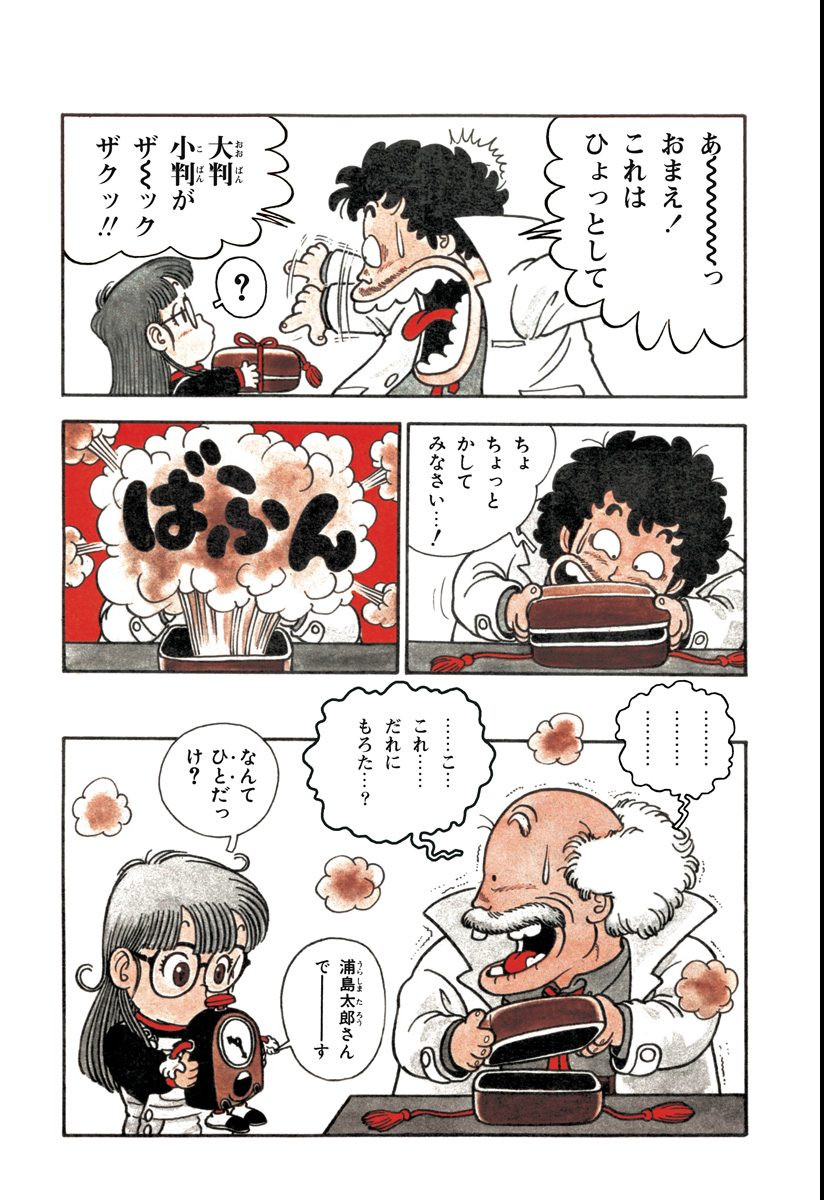 あ～～～～っ
おまえ！
これは
ひょっとして
大判
小判が
ザ～ック
ザクッ!!
？
ちょ
ちょっと
かして
みなさい…！
ばふん
………
………
………
……こ…
これ……
だれに
もろた…？
なんて
ひとだっ
け？
浦島太郎さん
で――す